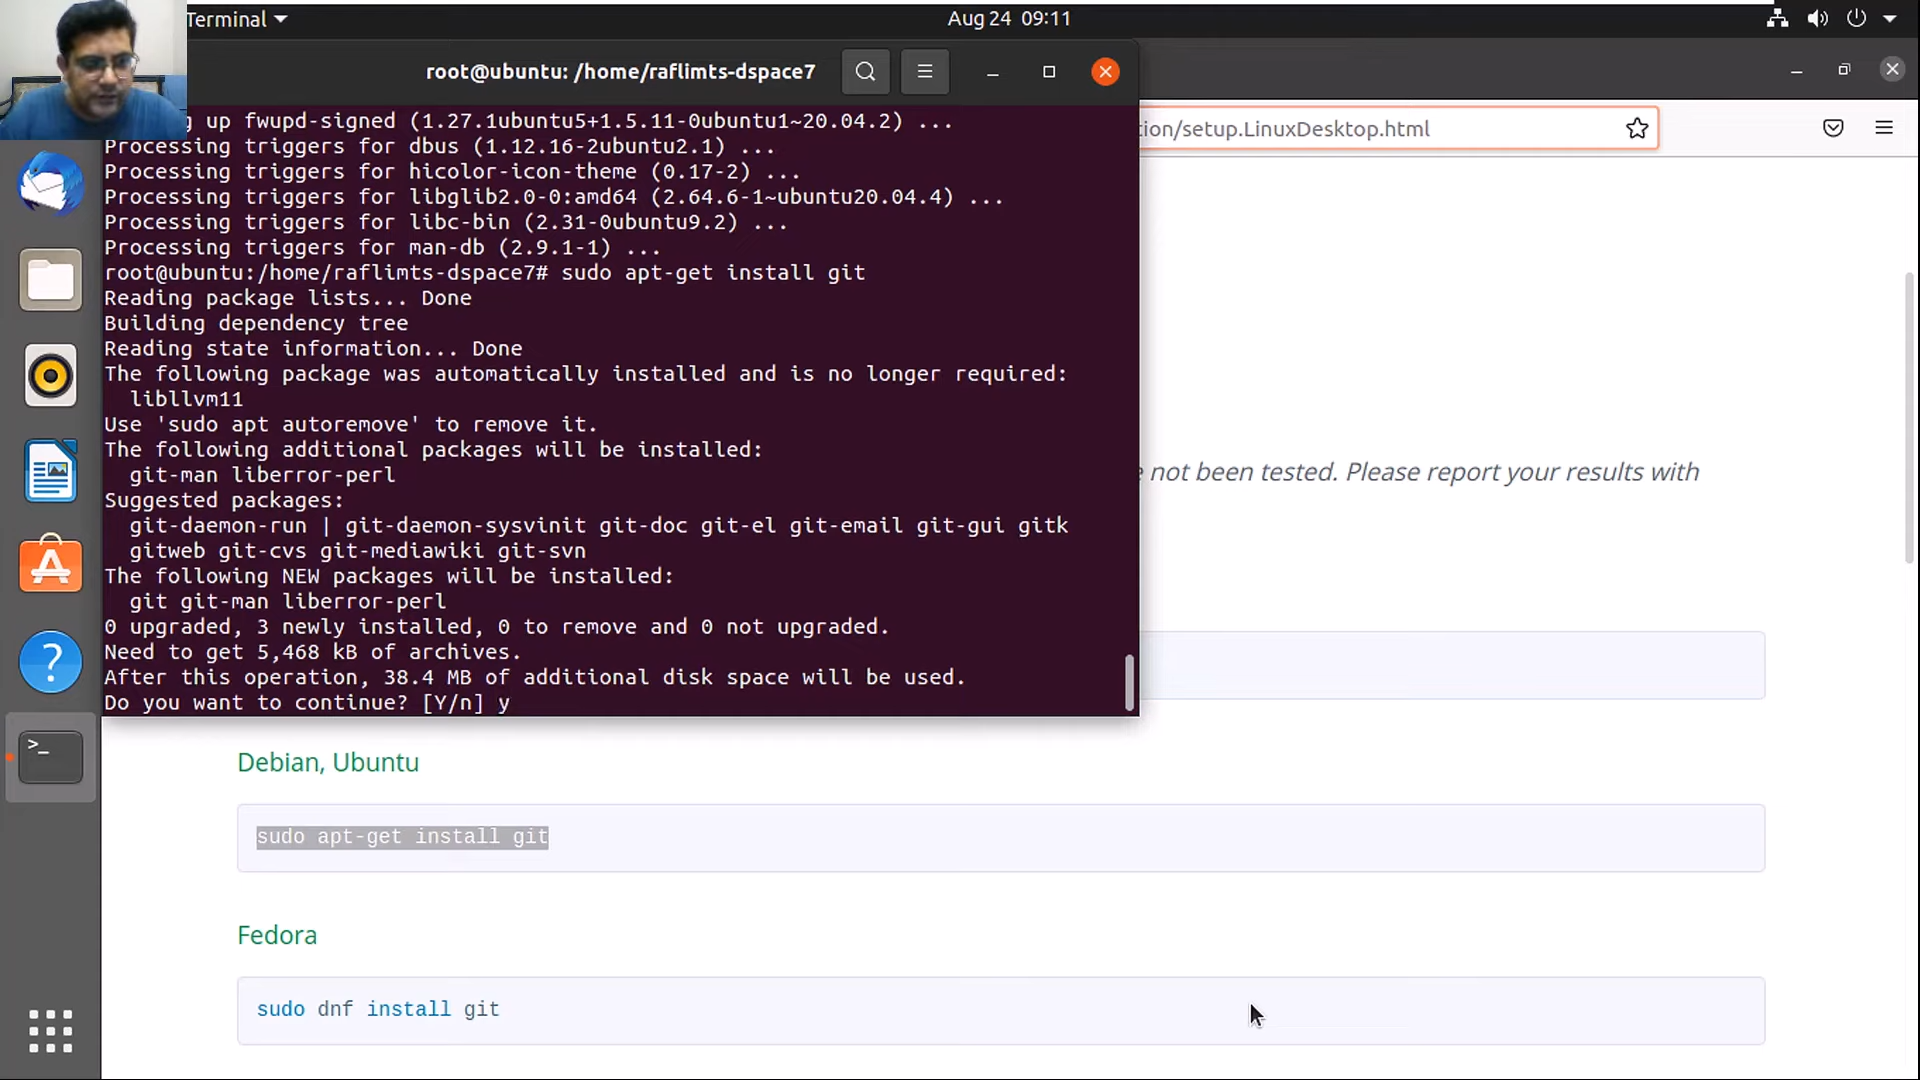 Terminal
Aug 24 09:11
root@ubuntu: /home/raflimts-dspace7
up fwupd-signed (1.27.1ubuntu5+1.5.11-0ubuntu1~20.04.2) ...
Processing triggers for dbus (1.12.16-2ubuntu2.1) ...
Processing triggers for hicolor-icon-theme (0.17-2) ...
Processing triggers for libglib2.0-0:amd64 (2.64.6-1~ubuntu20.04.4) ...
Processing triggers for libc-bin (2.31-0ubuntu9.2) ...
Processing triggers for man-db (2.9.1-1) ...
root@ubuntu:/home/raflimts-dspace7# sudo apt-get install git
Reading package lists... Done
Building dependency tree
Reading state information... Done
The following package was automatically installed and is no longer required:
libllvm11
Use 'sudo apt autoremove' to remove it.
The following additional packages will be installed:
git-man liberror-perl
Suggested packages:
git-daemon-run | git-daemon-sysvinit git-doc git-el git-email git-gui gitk
gitweb git-cvs git-mediawiki git-svn
The following NEW packages will be installed:
git git-man liberror-perl
0 upgraded, 3 newly installed, 0 to remove and 0 not upgraded.
Need to get 5,468 kB of archives.
After this operation, 38.4 MB of additional disk space will be used.
Do you want to continue? [Y/n] y
tion/setup.LinuxDesktop.html
not been tested. Please report your results with
Debian, Ubuntu
sudo apt-get install git
Fedora
sudo dnf install git